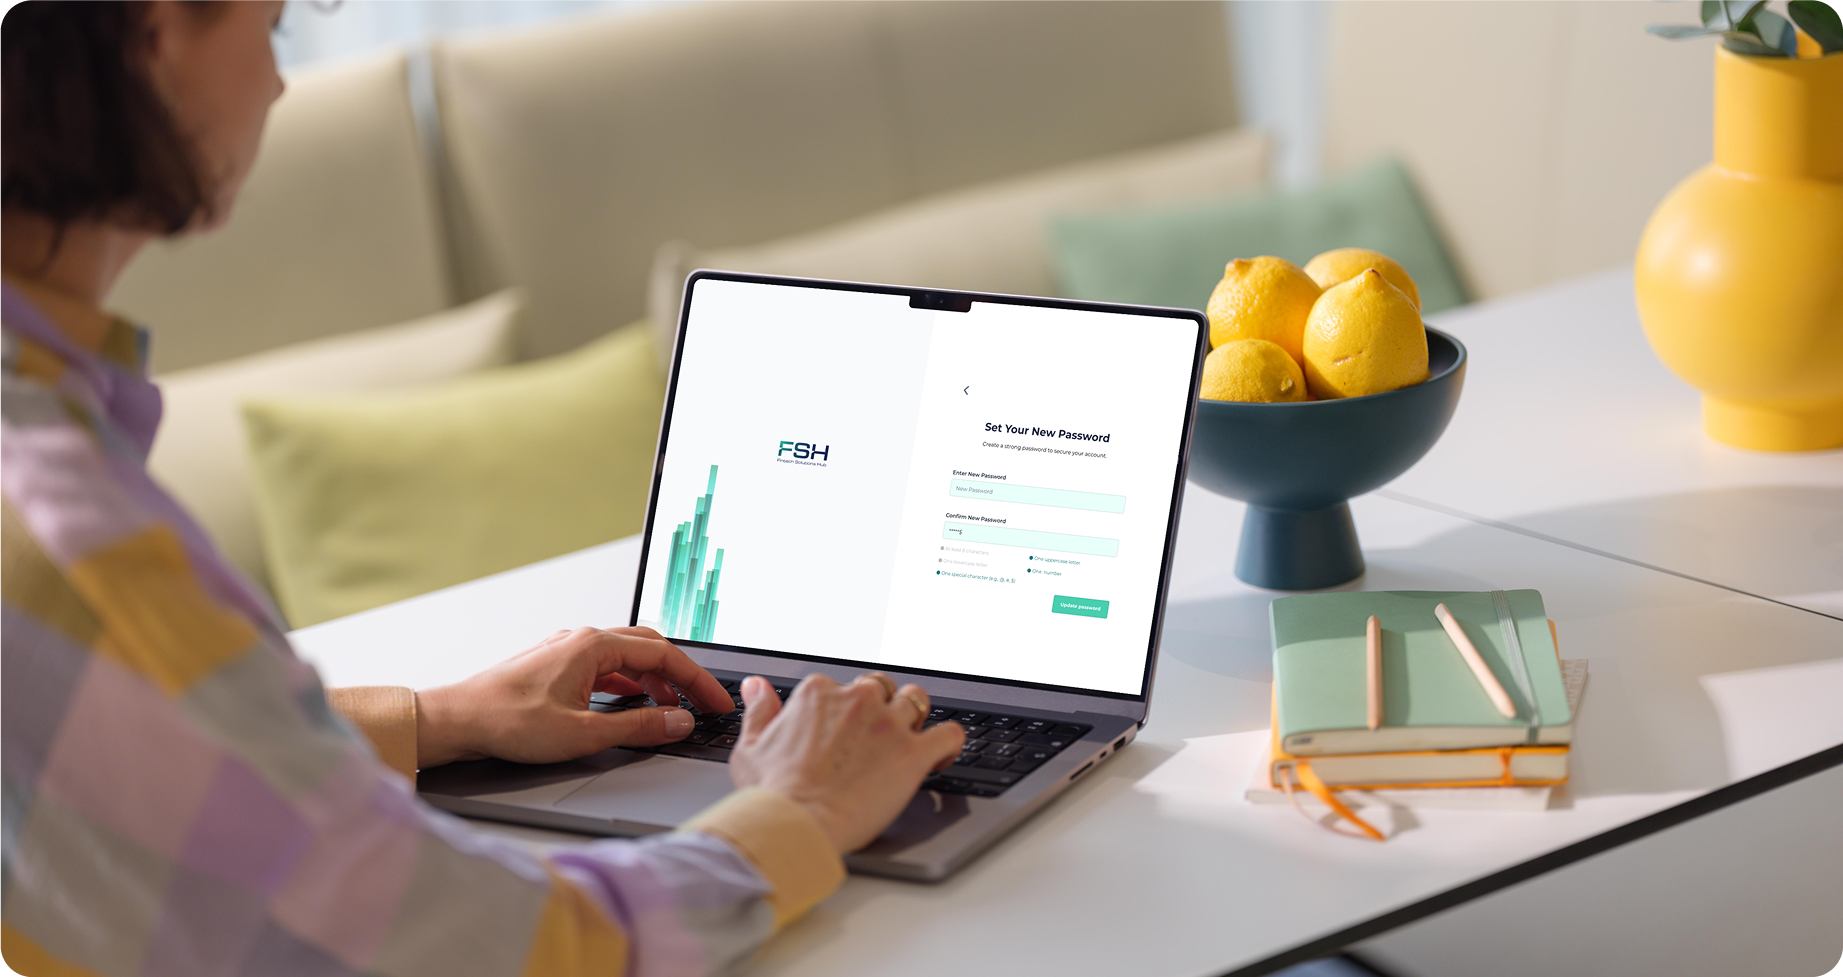 FSH
Fintech Solutions Hub
Set Your New Password
Create a strong password to secure your account.
Enter New Password
New Password
Confirm New Password
At least 8 characters
One uppercase letter
One lowercase letter
One number
One special character (e.g., @, #, $)
Update password